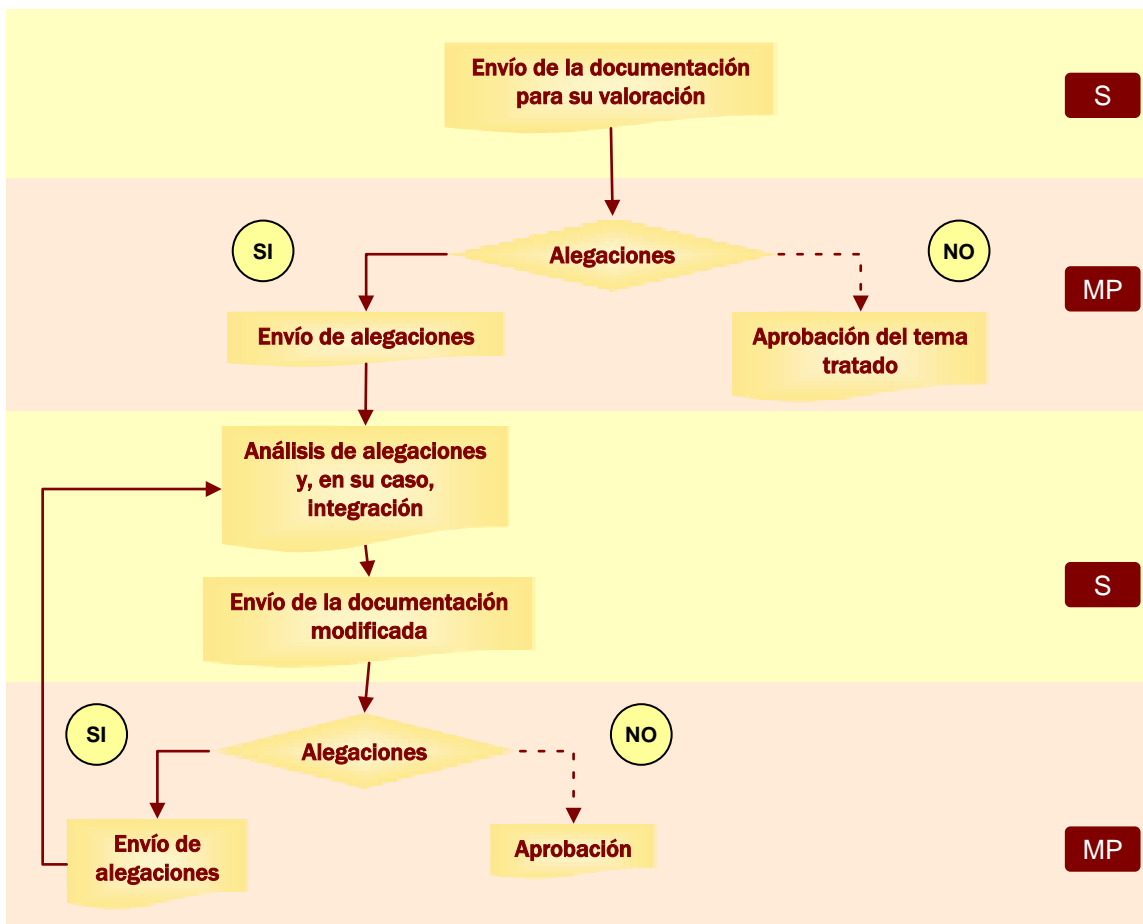 Envío de la documentación
para su valoración
S
SI
Alegaciones
NO
MP
Envío de alegaciones
Aprobación del tema
tratado
Análisis de alegaciones
y, en su caso,
integración
S
Envío de la documentación
modificada
SI
NO
Alegaciones
Envío de
alegaciones
Aprobación
MP